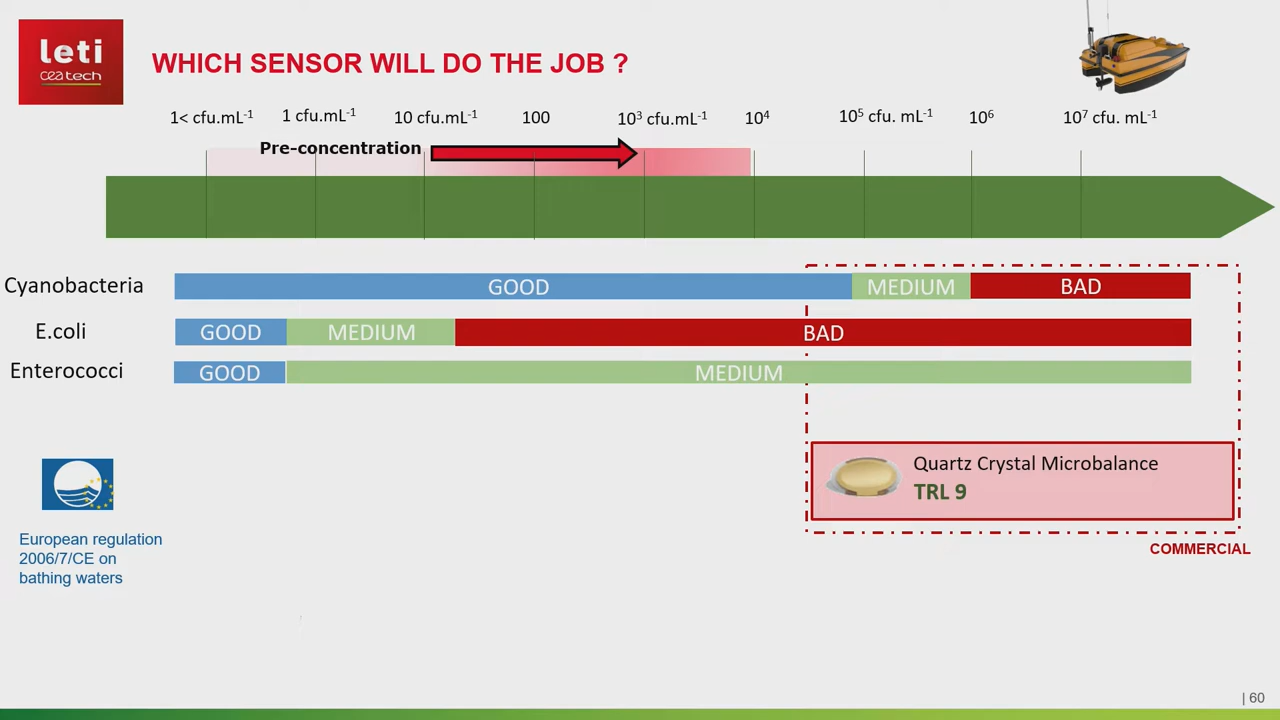 leti
cea tech
WHICH SENSOR WILL DO THE JOB ?
1< cfu.mL⁻¹ 1 cfu.mL⁻¹ 10 cfu.mL⁻¹ 100 10³ cfu.mL⁻¹ 10⁴ 10⁵ cfu. mL⁻¹ 10⁶ 10⁷ cfu. mL⁻¹
Pre-concentration
Cyanobacteria GOOD MEDIUM BAD
E.coli GOOD MEDIUM BAD
Enterococci GOOD MEDIUM
Quartz Crystal Microbalance
TRL 9
COMMERCIAL
European regulation
2006/7/CE on
bathing waters
| 60